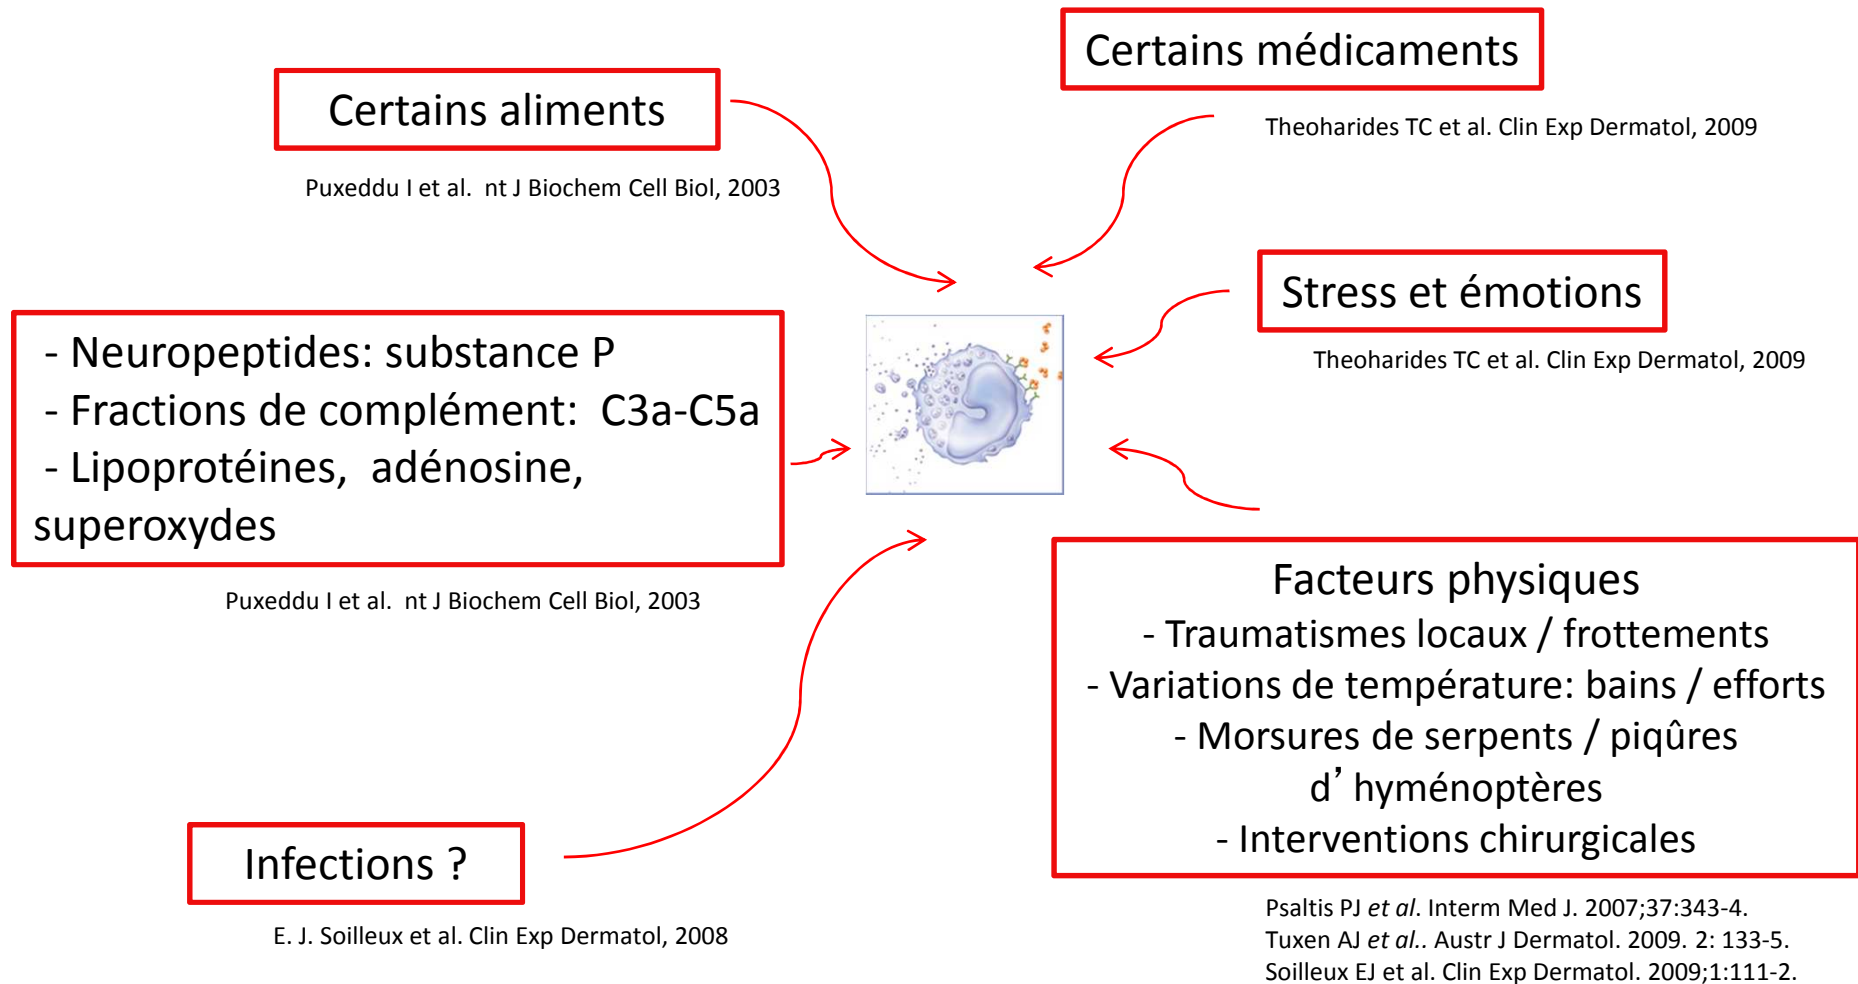 Certains médicaments
Theoharides TC et al. Clin Exp Dermatol, 2009
Certains aliments
Puxeddu I et al.  nt J Biochem Cell Biol, 2003
Stress et émotions
Theoharides TC et al. Clin Exp Dermatol, 2009
- Neuropeptides: substance P
- Fractions de complément:  C3a-C5a
- Lipoprotéines,  adénosine,
superoxydes
Puxeddu I et al.  nt J Biochem Cell Biol, 2003
Facteurs physiques
- Traumatismes locaux / frottements
- Variations de température: bains / efforts
- Morsures de serpents / piqûres
d’ hyménoptères
- Interventions chirurgicales
Psaltis PJ et al. Interm Med J. 2007;37:343-4.
Tuxen AJ et al.. Austr J Dermatol. 2009. 2: 133-5.
Soilleux EJ et al. Clin Exp Dermatol. 2009;1:111-2.
Infections ?
E. J. Soilleux et al. Clin Exp Dermatol, 2008